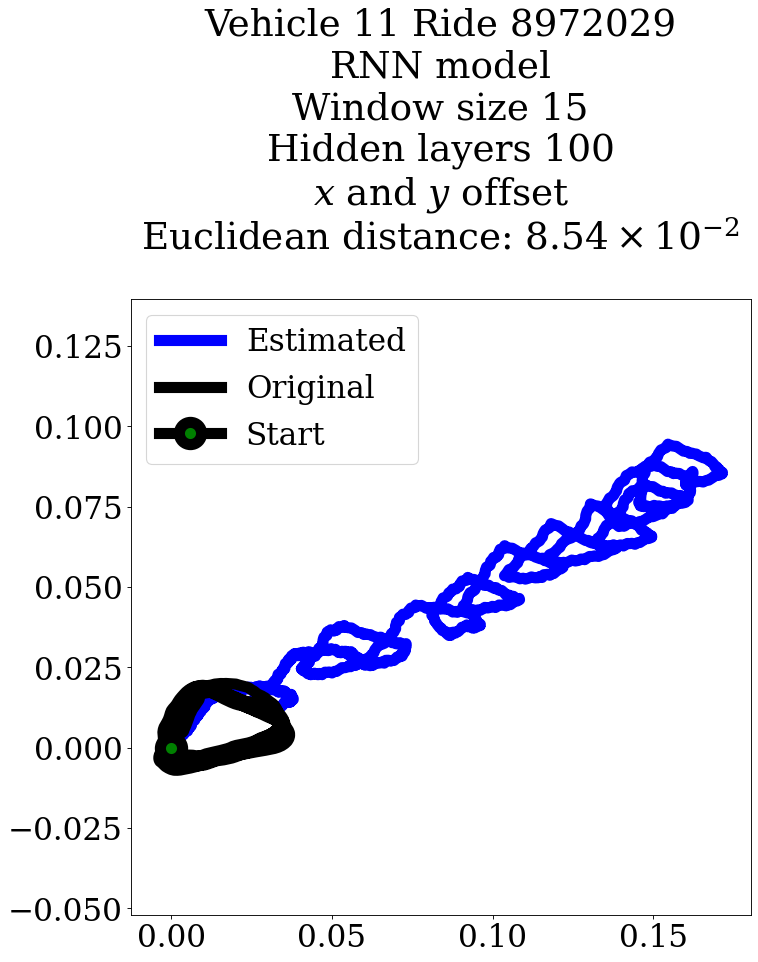 Vehicle 11 Ride 8972029
RNN model
Window size 15
Hidden layers 100
x and y offset
Euclidean distance: 8.54 × 10⁻²
Estimated
Original
Start
0.125
0.100
0.075
0.050
0.025
0.000
−0.025
−0.050
0.00 0.05 0.10 0.15